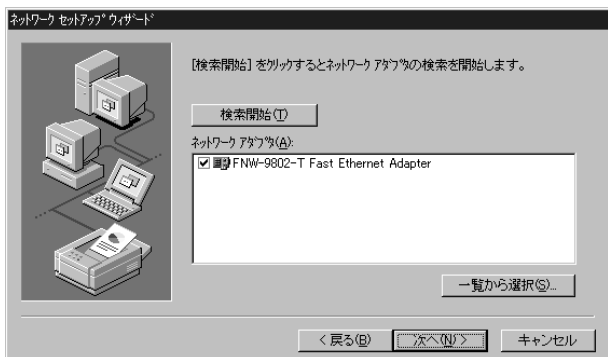 ネットワーク セットアップ ウィザード
[検索開始] をクリックするとネットワーク アダプタの検索を開始します。
検索開始(T)
ネットワーク アダプタ(A):
FNW-9802-T Fast Ethernet Adapter
一覧から選択(S)...
< 戻る(B)
次へ(N) >
キャンセル